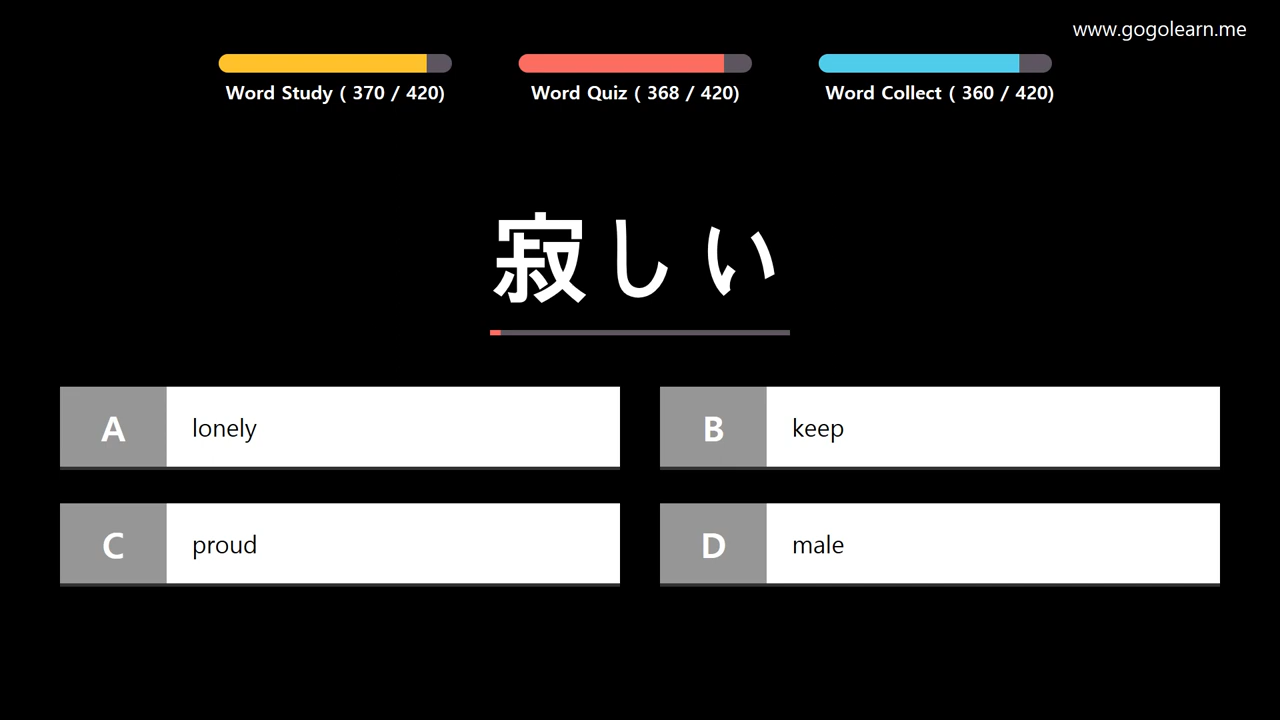 www.gogolearn.me
Word Study ( 370 / 420)
Word Quiz ( 368 / 420)
Word Collect ( 360 / 420)
寂しい
A lonely
B keep
C proud
D male